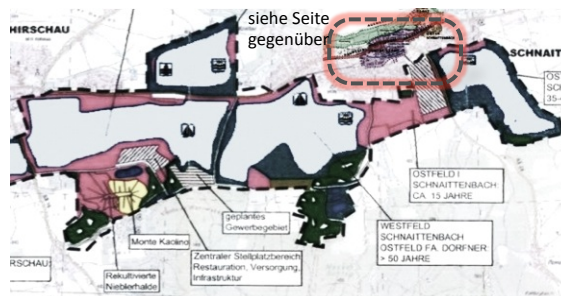 siehe Seite
gegenüber
HIRSCHAU
SCHNAITT
OSTFELD I
SCHNAITTENBACH
CA. 15 JAHRE
geplantes
Gewerbegebiet
WESTFELD
SCHNAITTENBACH
OSTFELD FA. DORFNER
> 50 JAHRE
Monte Kaolino
Zentraler Stellplatzbereich
Restauration, Versorgung,
Infrastruktur
RSCHAU:
Rekultivierte
Nieblerhalde